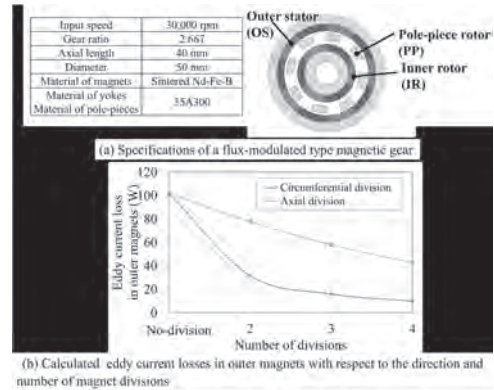 Input speed 30,000 rpm
Gear ratio 2.667
Axial length 40 mm
Diameter 50 mm
Material of magnets Sintered Nd-Fe-B
Material of yokes
Material of pole-pieces
35A300
Outer stator
(OS)
Pole-piece rotor
(PP)
Inner rotor
(IR)
(a) Specifications of a flux-modulated type magnetic gear
Eddy current loss
in outer magnets (W)
120
100
80
60
40
20
0
Circumferential division
Axial division
No-division 2 3 4
Number of divisions
(b) Calculated eddy current losses in outer magnets with respect to the direction and
number of magnet divisions